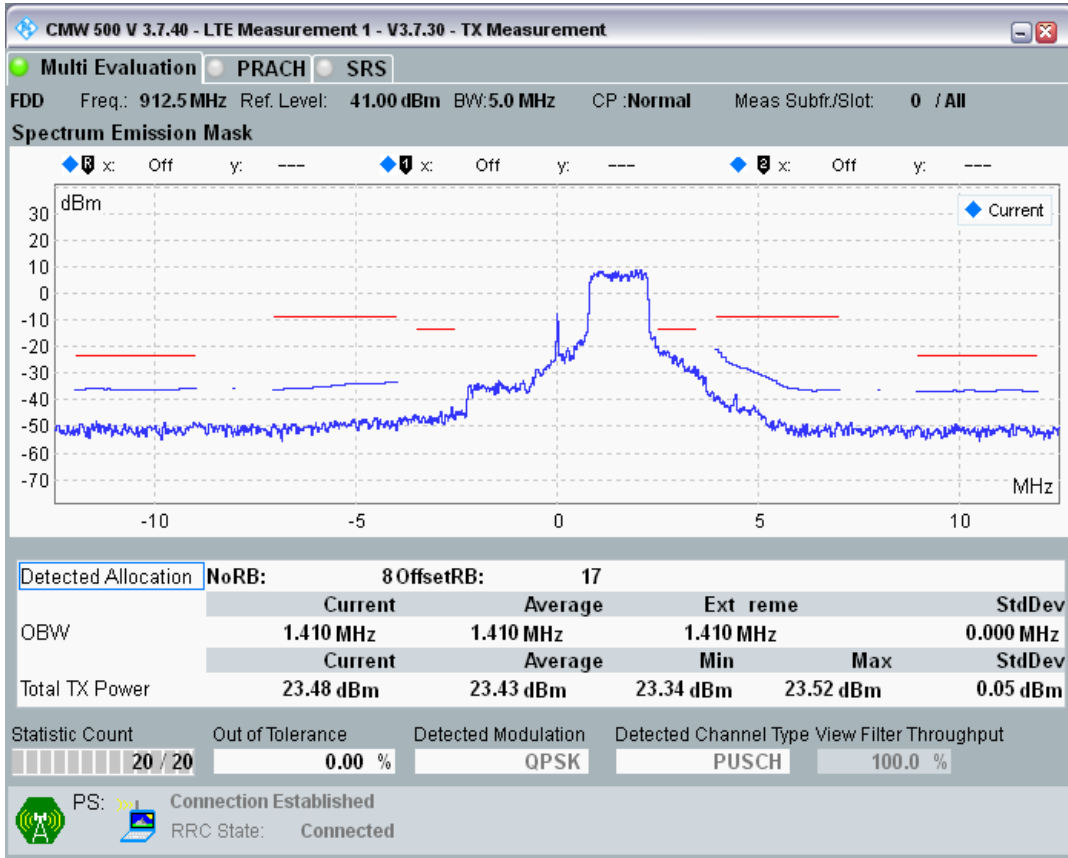 CMW 500 V 3.7.40 - LTE Measurement 1 - V3.7.30 - TX Measurement
Multi Evaluation PRACH SRS
FDD Freq.: 912.5 MHz Ref. Level: 41.00 dBm BW: 5.0 MHz CP : Normal Meas Subfr./Slot: 0 / All
Spectrum Emission Mask
R x: Off y: --- 1 x: Off y: --- 2 x: Off y: ---
dBm
Current
30
20
10
0
-10
-20
-30
-40
-50
-60
-70
MHz
-10 -5 0 5 10
Detected Allocation NoRB: 8 OffsetRB: 17
Current Average Ext reme StdDev
OBW 1.410 MHz 1.410 MHz 1.410 MHz 0.000 MHz
Current Average Min Max StdDev
Total TX Power 23.48 dBm 23.43 dBm 23.34 dBm 23.52 dBm 0.05 dBm
Statistic Count Out of Tolerance Detected Modulation Detected Channel Type View Filter Throughput
20 / 20 0.00 % QPSK PUSCH 100.0 %
PS: Connection Established
RRC State: Connected